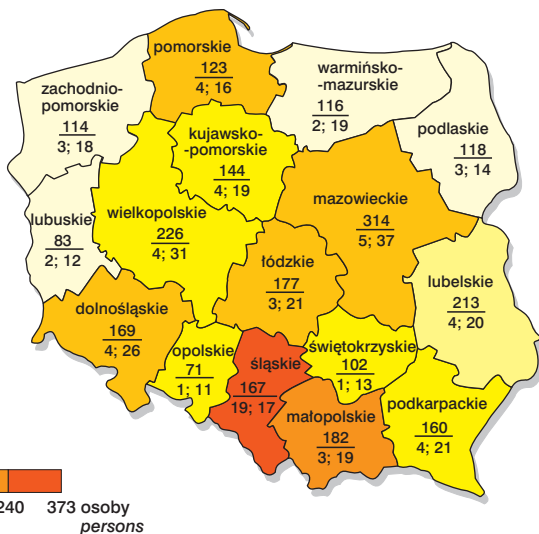 pomorskie
123
4; 16
zachodnio-
pomorskie
114
3; 18
warmińsko-
-mazurskie
116
2; 19
podlaskie
118
3; 14
kujawsko-
-pomorskie
144
4; 19
lubuskie
83
2; 12
wielkopolskie
226
4; 31
mazowieckie
314
5; 37
łódzkie
177
3; 21
lubelskie
213
4; 20
dolnośląskie
169
4; 26
opolskie
71
1; 11
śląskie
167
19; 17
świętokrzyskie
102
1; 13
małopolskie
182
3; 19
podkarpackie
160
4; 21
240 373 osoby
persons